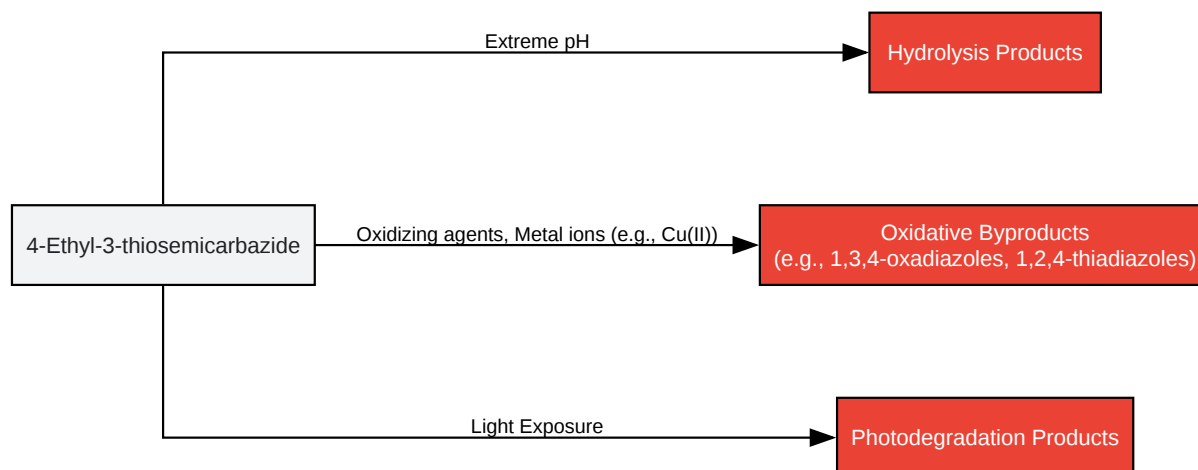 Extreme pH
Hydrolysis Products
4-Ethyl-3-thiosemicarbazide
Oxidizing agents, Metal ions (e.g., Cu(II))
Oxidative Byproducts
(e.g., 1,3,4-oxadiazoles, 1,2,4-thiadiazoles)
Light Exposure
Photodegradation Products